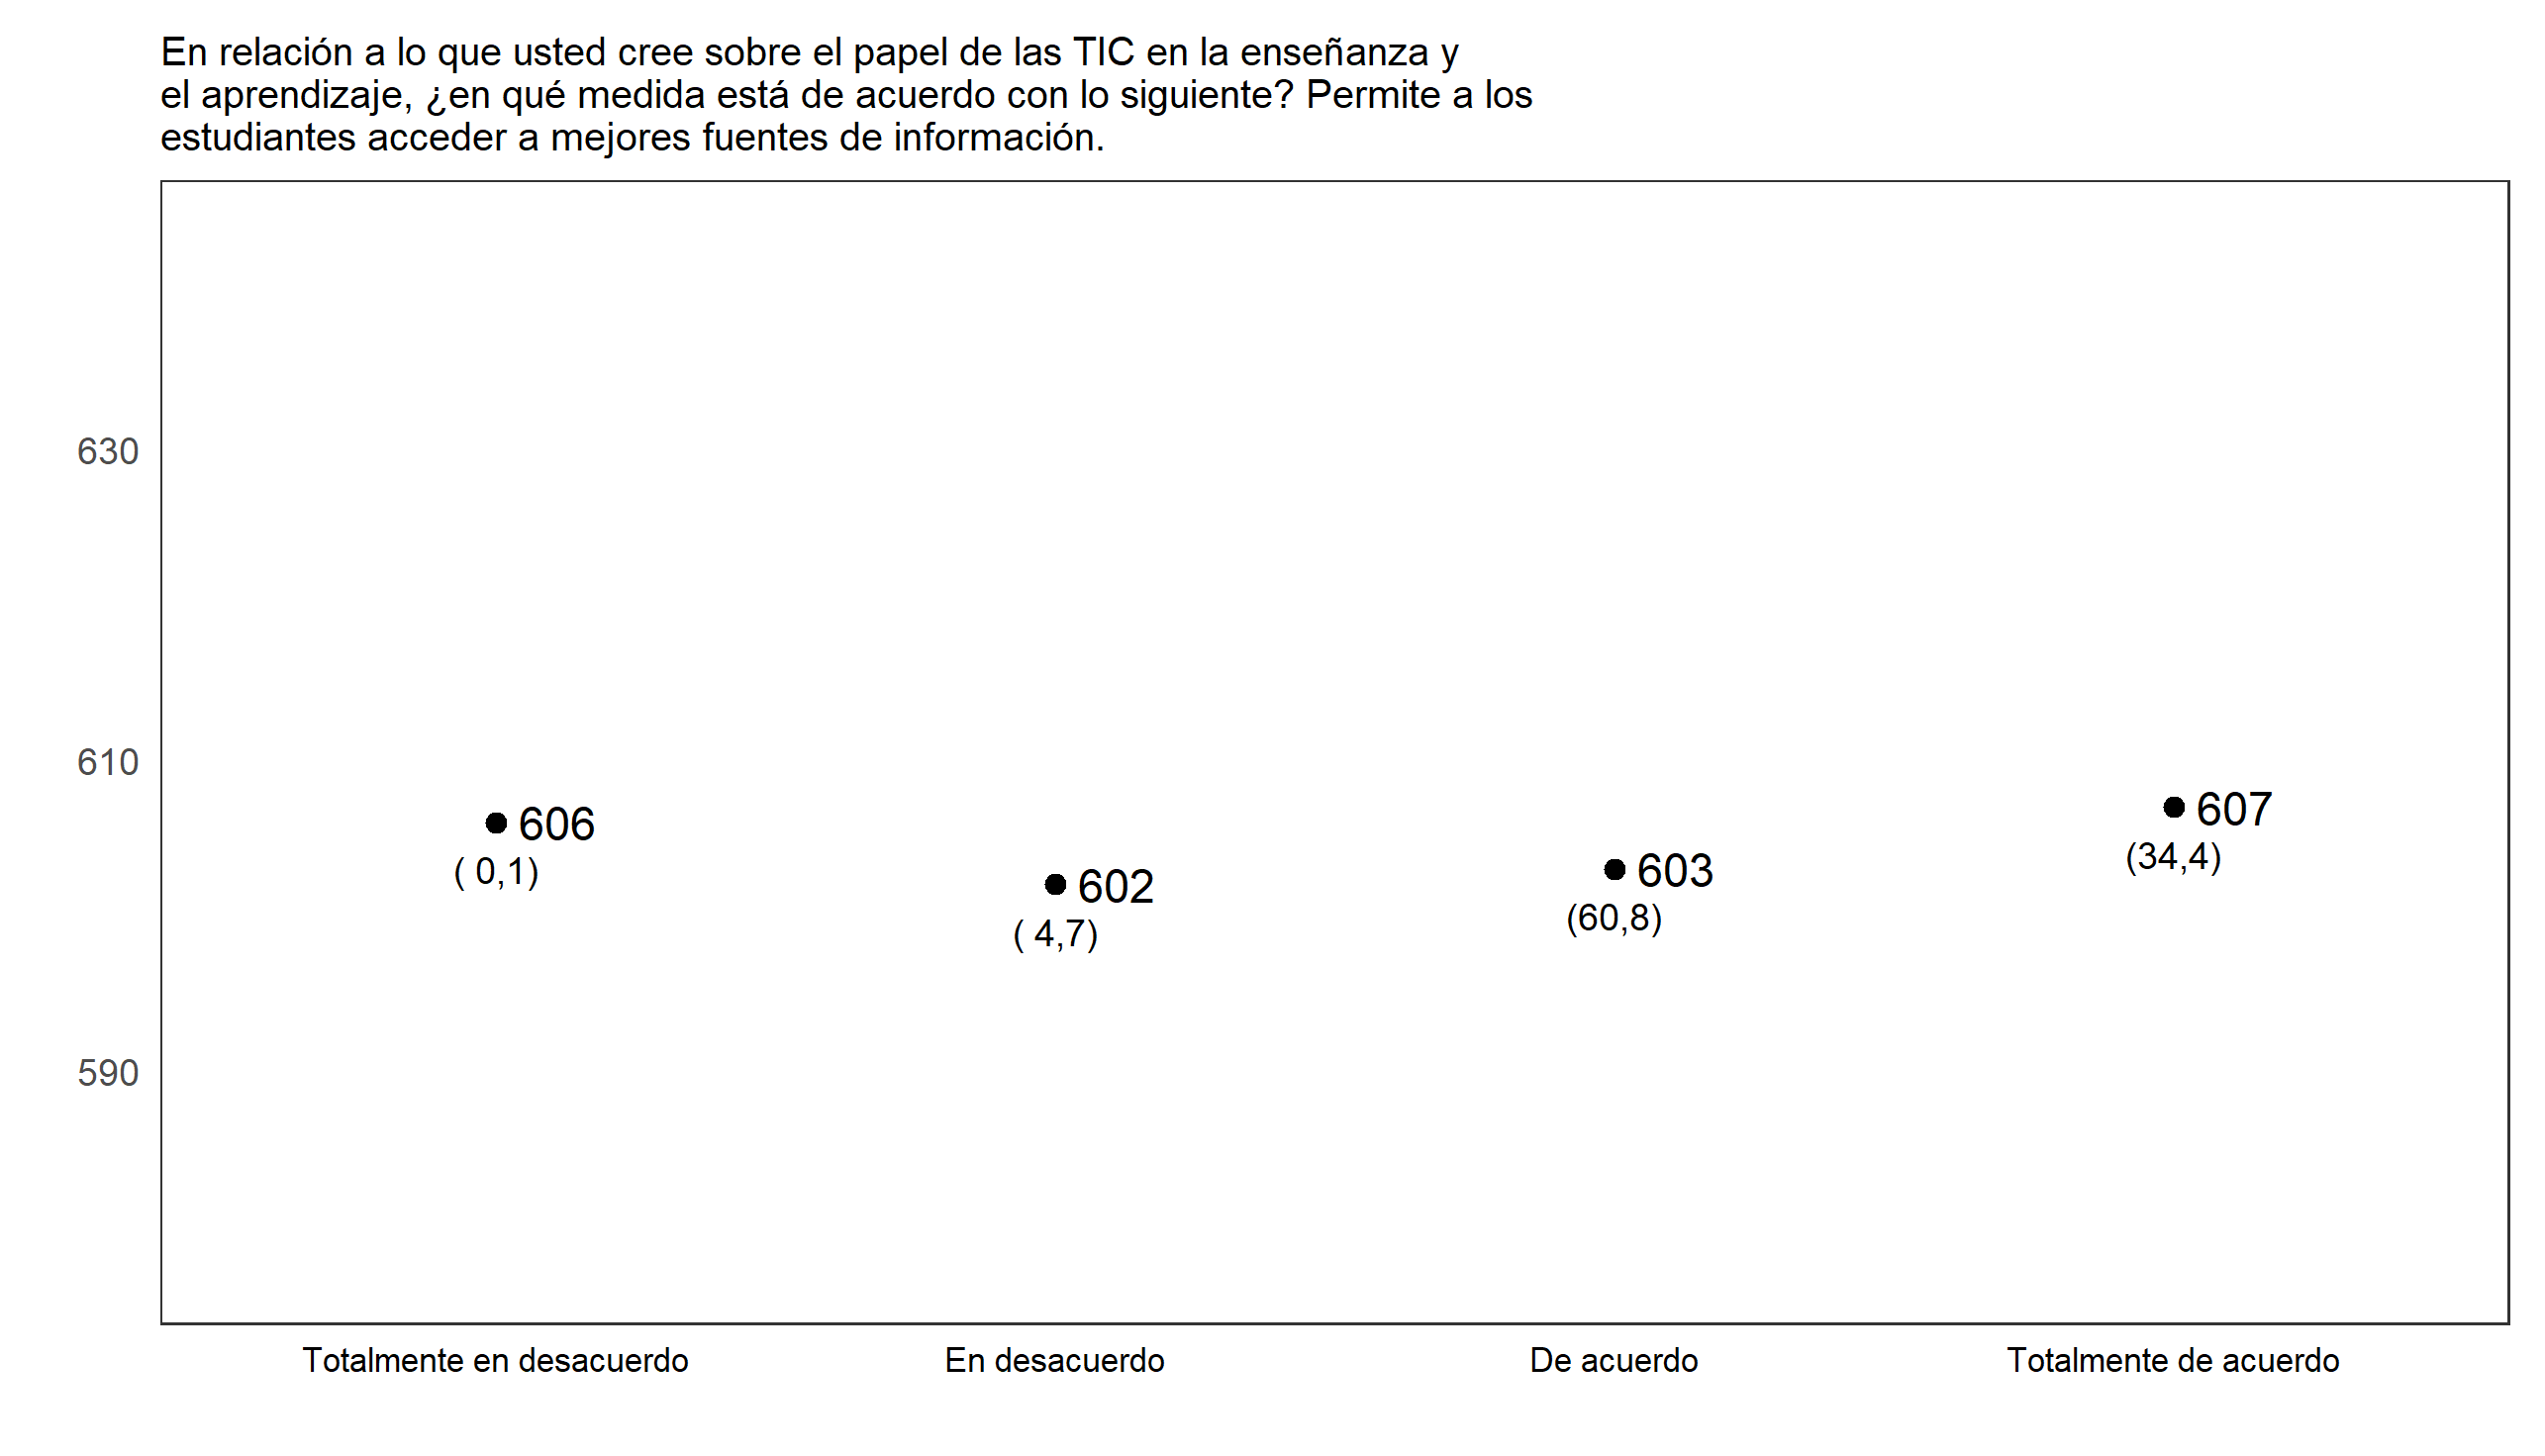 En relación a lo que usted cree sobre el papel de las TIC en la enseñanza y
el aprendizaje, ¿en qué medida está de acuerdo con lo siguiente? Permite a los
estudiantes acceder a mejores fuentes de información.
630
610
590
606
( 0,1)
602
( 4,7)
603
(60,8)
607
(34,4)
Totalmente en desacuerdo
En desacuerdo
De acuerdo
Totalmente de acuerdo